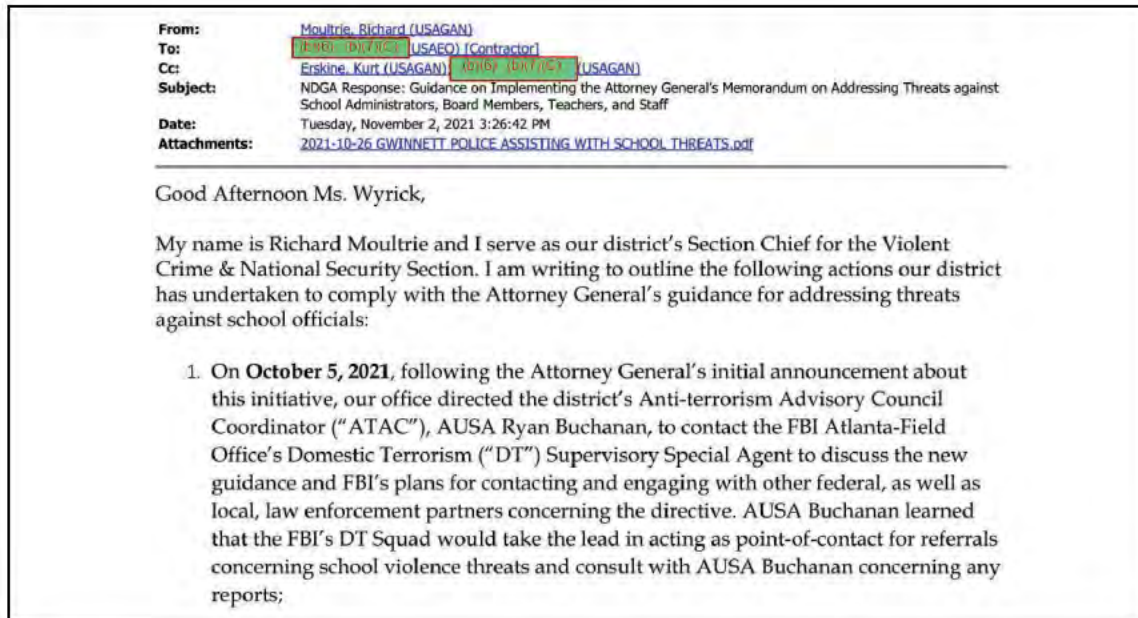 From: Moultrie, Richard (USAGAN)
To: (b)(6) (b)(7)(C) (USAEO) [Contractor]
Cc: Erskine, Kurt (USAGAN); (b)(6) (b)(7)(C) (USAGAN)
Subject: NDGA Response: Guidance on Implementing the Attorney General's Memorandum on Addressing Threats against
School Administrators, Board Members, Teachers, and Staff
Date: Tuesday, November 2, 2021 3:26:42 PM
Attachments: 2021-10-26 GWINNETT POLICE ASSISTING WITH SCHOOL THREATS.pdf
Good Afternoon Ms. Wyrick,
My name is Richard Moultrie and I serve as our district's Section Chief for the Violent
Crime & National Security Section. I am writing to outline the following actions our district
has undertaken to comply with the Attorney General's guidance for addressing threats
against school officials:
1. On October 5, 2021, following the Attorney General's initial announcement about
this initiative, our office directed the district's Anti-terrorism Advisory Council
Coordinator ("ATAC"), AUSA Ryan Buchanan, to contact the FBI Atlanta-Field
Office's Domestic Terrorism ("DT") Supervisory Special Agent to discuss the new
guidance and FBI's plans for contacting and engaging with other federal, as well as
local, law enforcement partners concerning the directive. AUSA Buchanan learned
that the FBI's DT Squad would take the lead in acting as point-of-contact for referrals
concerning school violence threats and consult with AUSA Buchanan concerning any
reports;